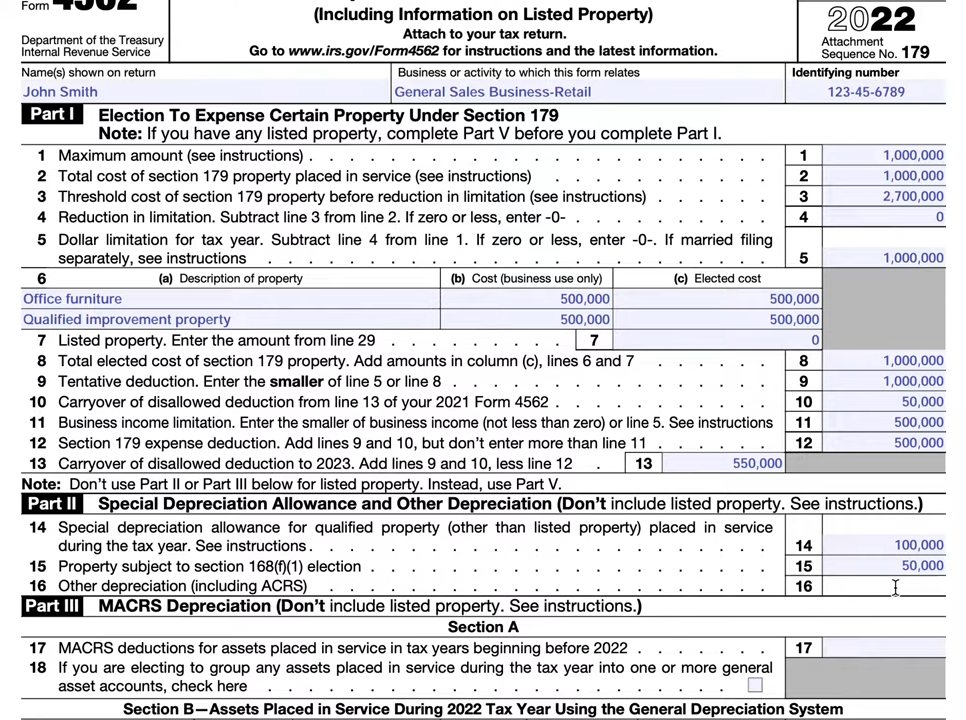 Form 4562
(Including Information on Listed Property)
Attach to your tax return.
Go to www.irs.gov/Form4562 for instructions and the latest information.
Department of the Treasury
Internal Revenue Service
2022
Attachment
Sequence No. 179
Name(s) shown on return
Business or activity to which this form relates
Identifying number
John Smith
General Sales Business-Retail
123-45-6789
Part I Election To Expense Certain Property Under Section 179
Note: If you have any listed property, complete Part V before you complete Part I.
1 Maximum amount (see instructions) . . . . . . . . . . . . . . . . . . . . . . . 1 1,000,000
2 Total cost of section 179 property placed in service (see instructions) . . . . . . . . . . . 2 1,000,000
3 Threshold cost of section 179 property before reduction in limitation (see instructions) . . . . . . 3 2,700,000
4 Reduction in limitation. Subtract line 3 from line 2. If zero or less, enter -0- . . . . . . . . . . 4 0
5 Dollar limitation for tax year. Subtract line 4 from line 1. If zero or less, enter -0-. If married filing
separately, see instructions . . . . . . . . . . . . . . . . . . . . . . . . . 5 1,000,000
6 (a) Description of property (b) Cost (business use only) (c) Elected cost
Office furniture 500,000 500,000
Qualified improvement property 500,000 500,000
7 Listed property. Enter the amount from line 29 . . . . . . . . . 7 0
8 Total elected cost of section 179 property. Add amounts in column (c), lines 6 and 7 . . . . . . 8 1,000,000
9 Tentative deduction. Enter the smaller of line 5 or line 8 . . . . . . . . . . . . . . . . 9 1,000,000
10 Carryover of disallowed deduction from line 13 of your 2021 Form 4562 . . . . . . . . . . . 10 50,000
11 Business income limitation. Enter the smaller of business income (not less than zero) or line 5. See instructions 11 500,000
12 Section 179 expense deduction. Add lines 9 and 10, but don't enter more than line 11 . . . . . . 12 500,000
13 Carryover of disallowed deduction to 2023. Add lines 9 and 10, less line 12 . 13 550,000
Note: Don't use Part II or Part III below for listed property. Instead, use Part V.
Part II Special Depreciation Allowance and Other Depreciation (Don't include listed property. See instructions.)
14 Special depreciation allowance for qualified property (other than listed property) placed in service
during the tax year. See instructions . . . . . . . . . . . . . . . . . . . . . . . 14 100,000
15 Property subject to section 168(f)(1) election . . . . . . . . . . . . . . . . . . . . 15 50,000
16 Other depreciation (including ACRS) . . . . . . . . . . . . . . . . . . . . . . . 16
Part III MACRS Depreciation (Don't include listed property. See instructions.)
Section A
17 MACRS deductions for assets placed in service in tax years beginning before 2022 . . . . . . . 17
18 If you are electing to group any assets placed in service during the tax year into one or more general
asset accounts, check here . . . . . . . . . . . . . . . . . . . . . . . . .
Section B—Assets Placed in Service During 2022 Tax Year Using the General Depreciation System